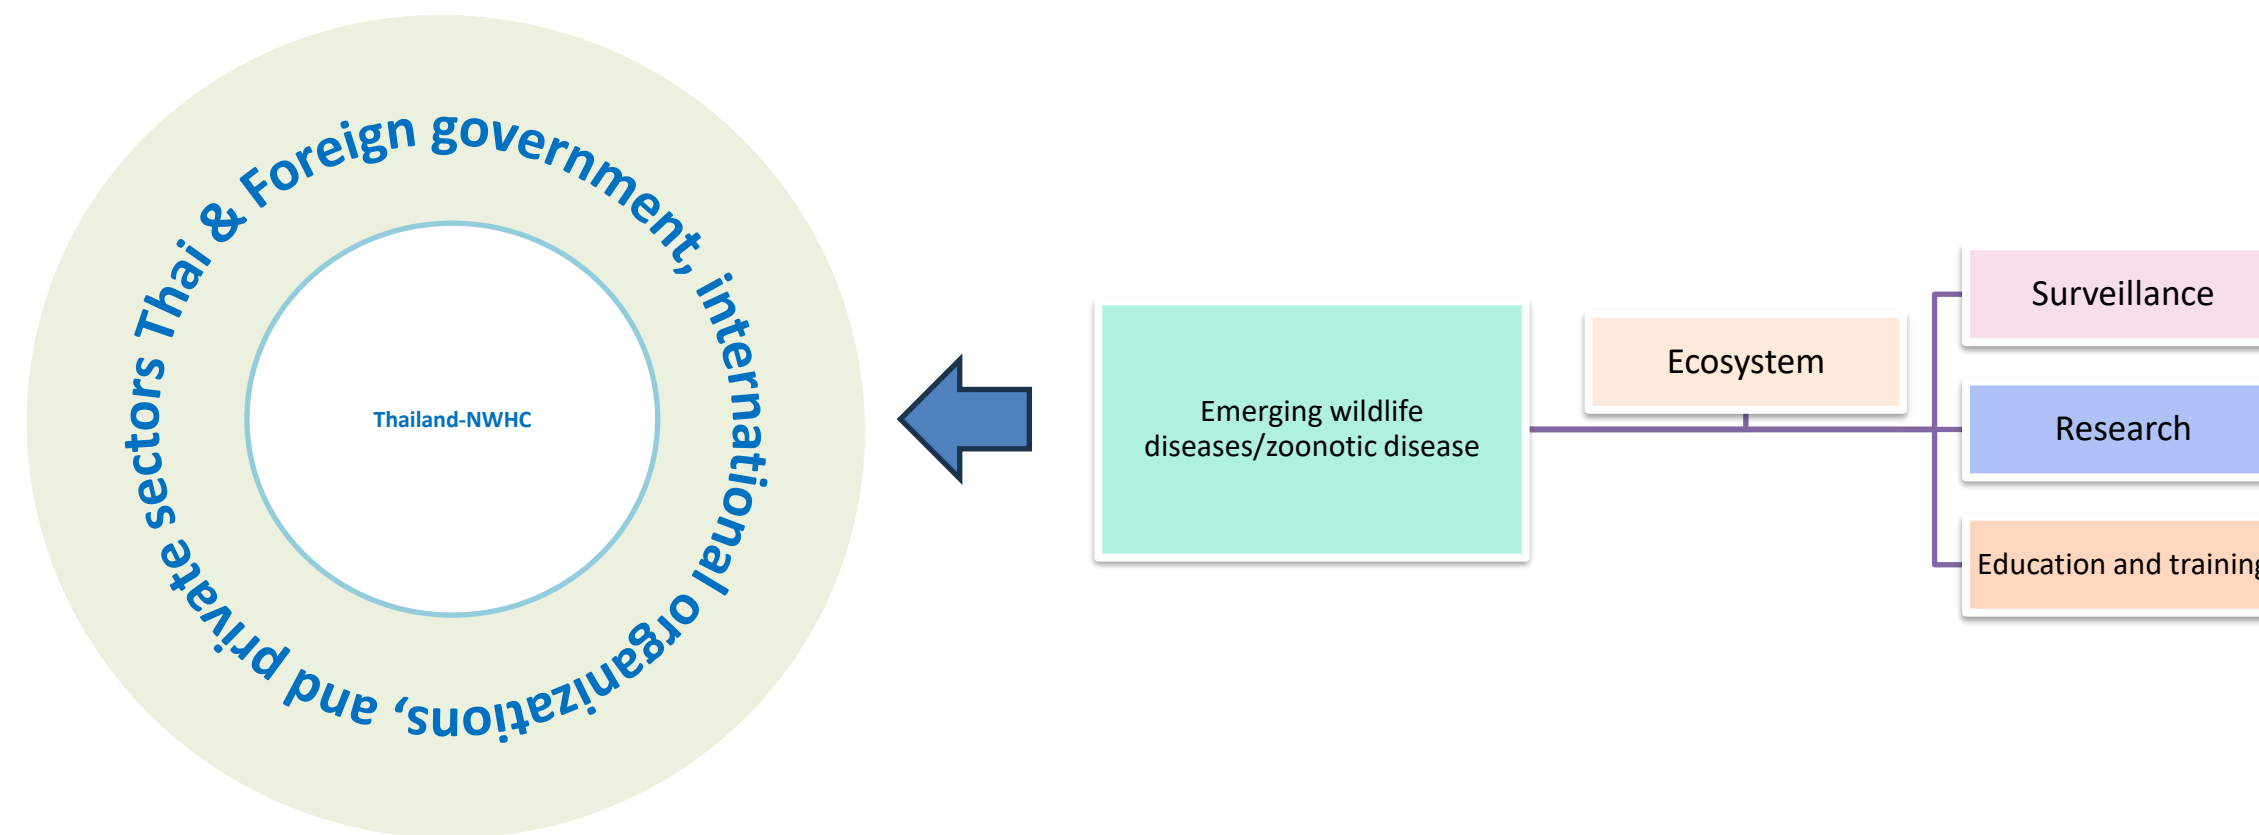 Thai & Foreign government, international organizations, and private sectors
Thailand-NWHC
Emerging wildlife
diseases/zoonotic disease
Ecosystem
Surveillance
Research
Education and training